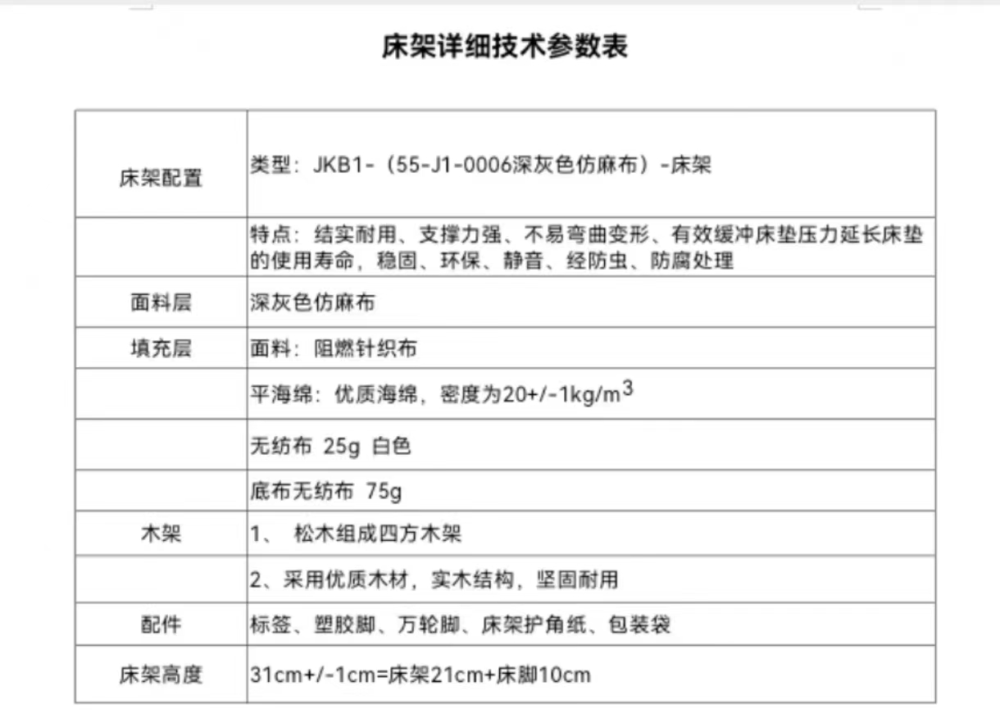 床架详细技术参数表
床架配置
类型：JKB1-（55-J1-0006深灰色仿麻布）-床架
特点：结实耐用、支撑力强、不易弯曲变形、有效缓冲床垫压力延长床垫
的使用寿命，稳固、环保、静音、经防虫、防腐处理
面料层
深灰色仿麻布
填充层
面料：阻燃针织布
平海绵：优质海绵，密度为20+/-1kg/m³
无纺布 25g 白色
底布无纺布 75g
木架
1、 松木组成四方木架
2、采用优质木材，实木结构，坚固耐用
配件
标签、塑胶脚、万轮脚、床架护角纸、包装袋
床架高度
31cm+/-1cm=床架21cm+床脚10cm